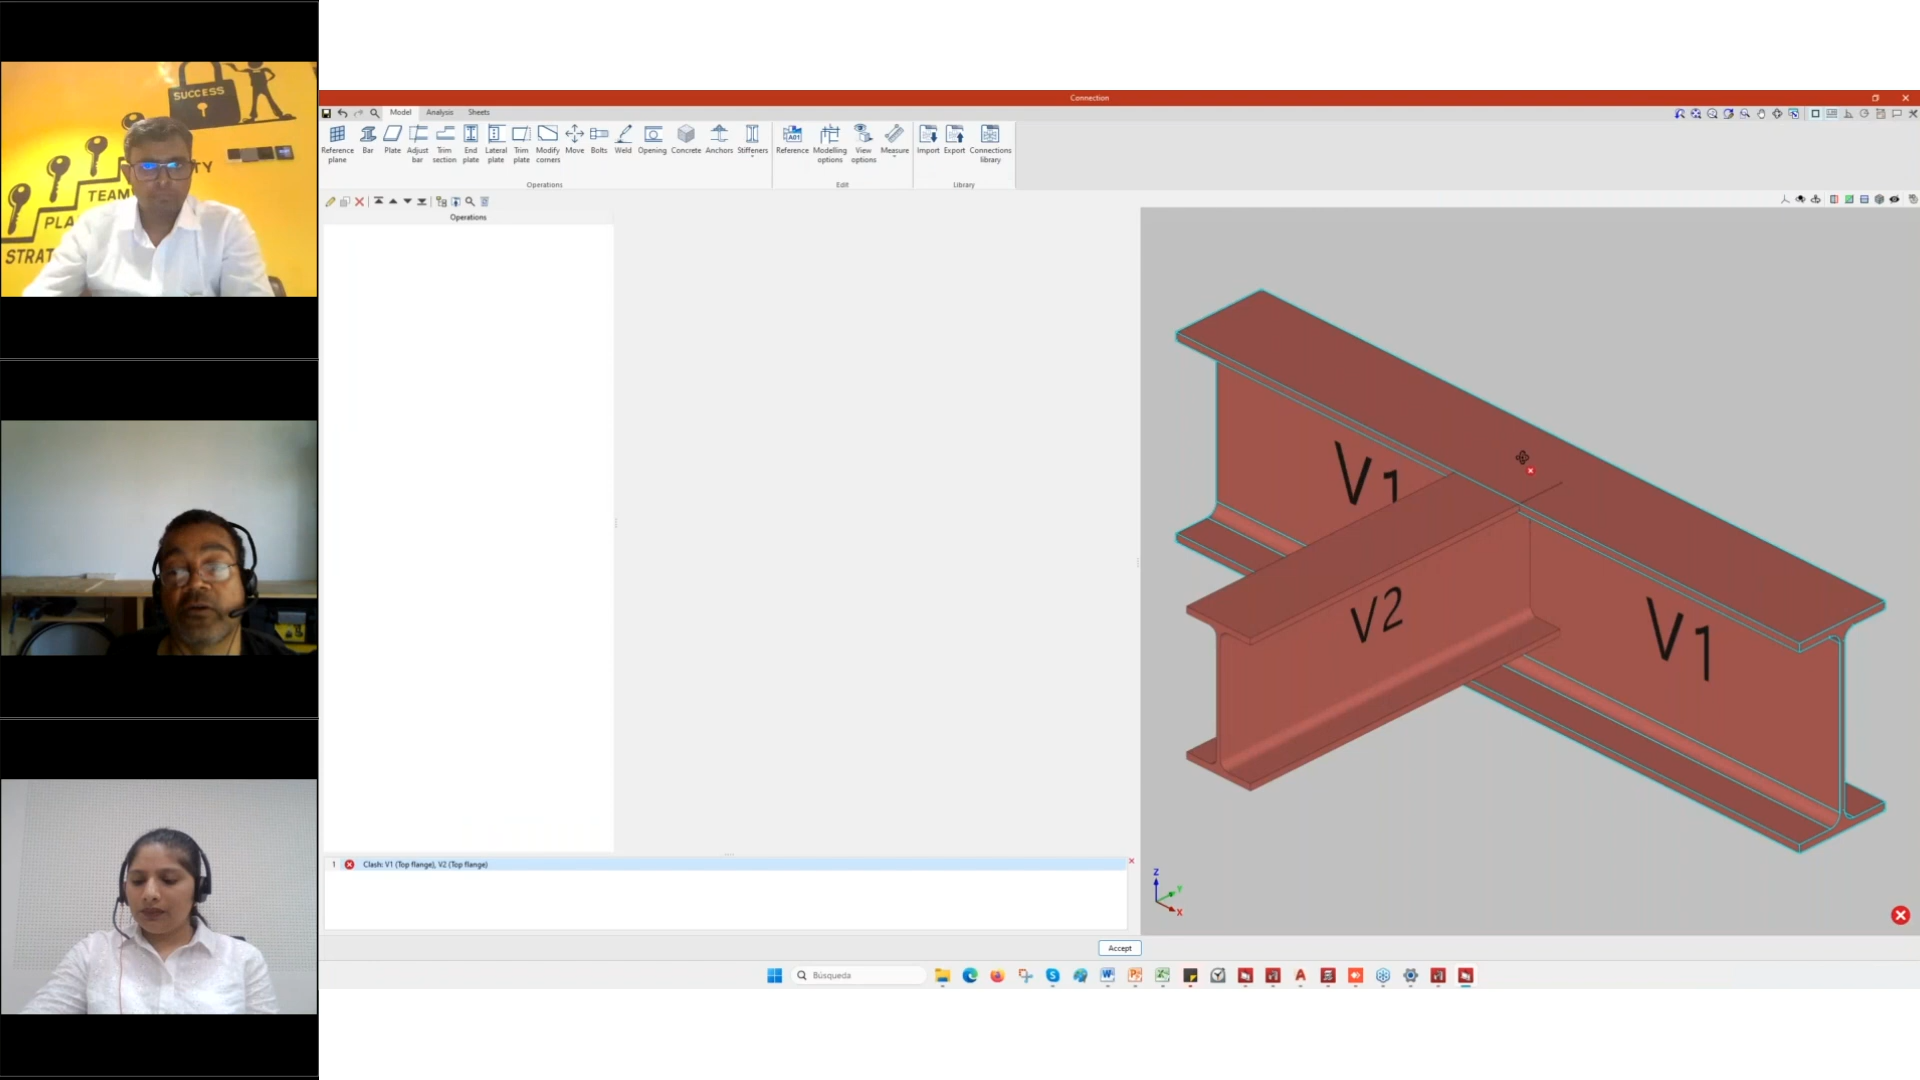 SUCCESS
TY
TEAM
PLA
STRAT
Connection
Model Analysis Sheets
Reference plane
Bar
Plate
Adjust bar
Trim section
End plate
Lateral plate
Trim plate
Modify corners
Move
Bolts
Weld
Opening
Concrete
Anchors
Stiffeners
Reference
Modelling options
View options
Measure
Import
Export
Connections library
Operations
Edit
Library
Operations
V1
V2
V1
1 Clash: V1 (Top flange), V2 (Top flange)
Z
Y
X
Accept
Búsqueda